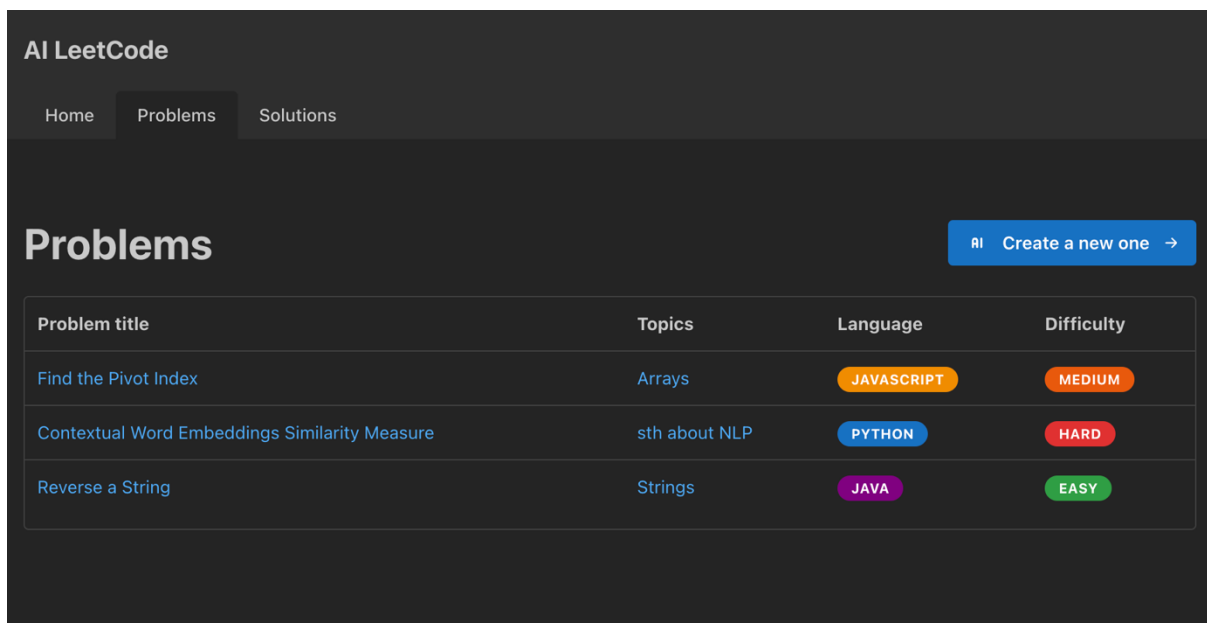 AI LeetCode
Home Problems Solutions
Problems
AI Create a new one →
Problem title Topics Language Difficulty
Find the Pivot Index Arrays JAVASCRIPT MEDIUM
Contextual Word Embeddings Similarity Measure sth about NLP PYTHON HARD
Reverse a String Strings JAVA EASY